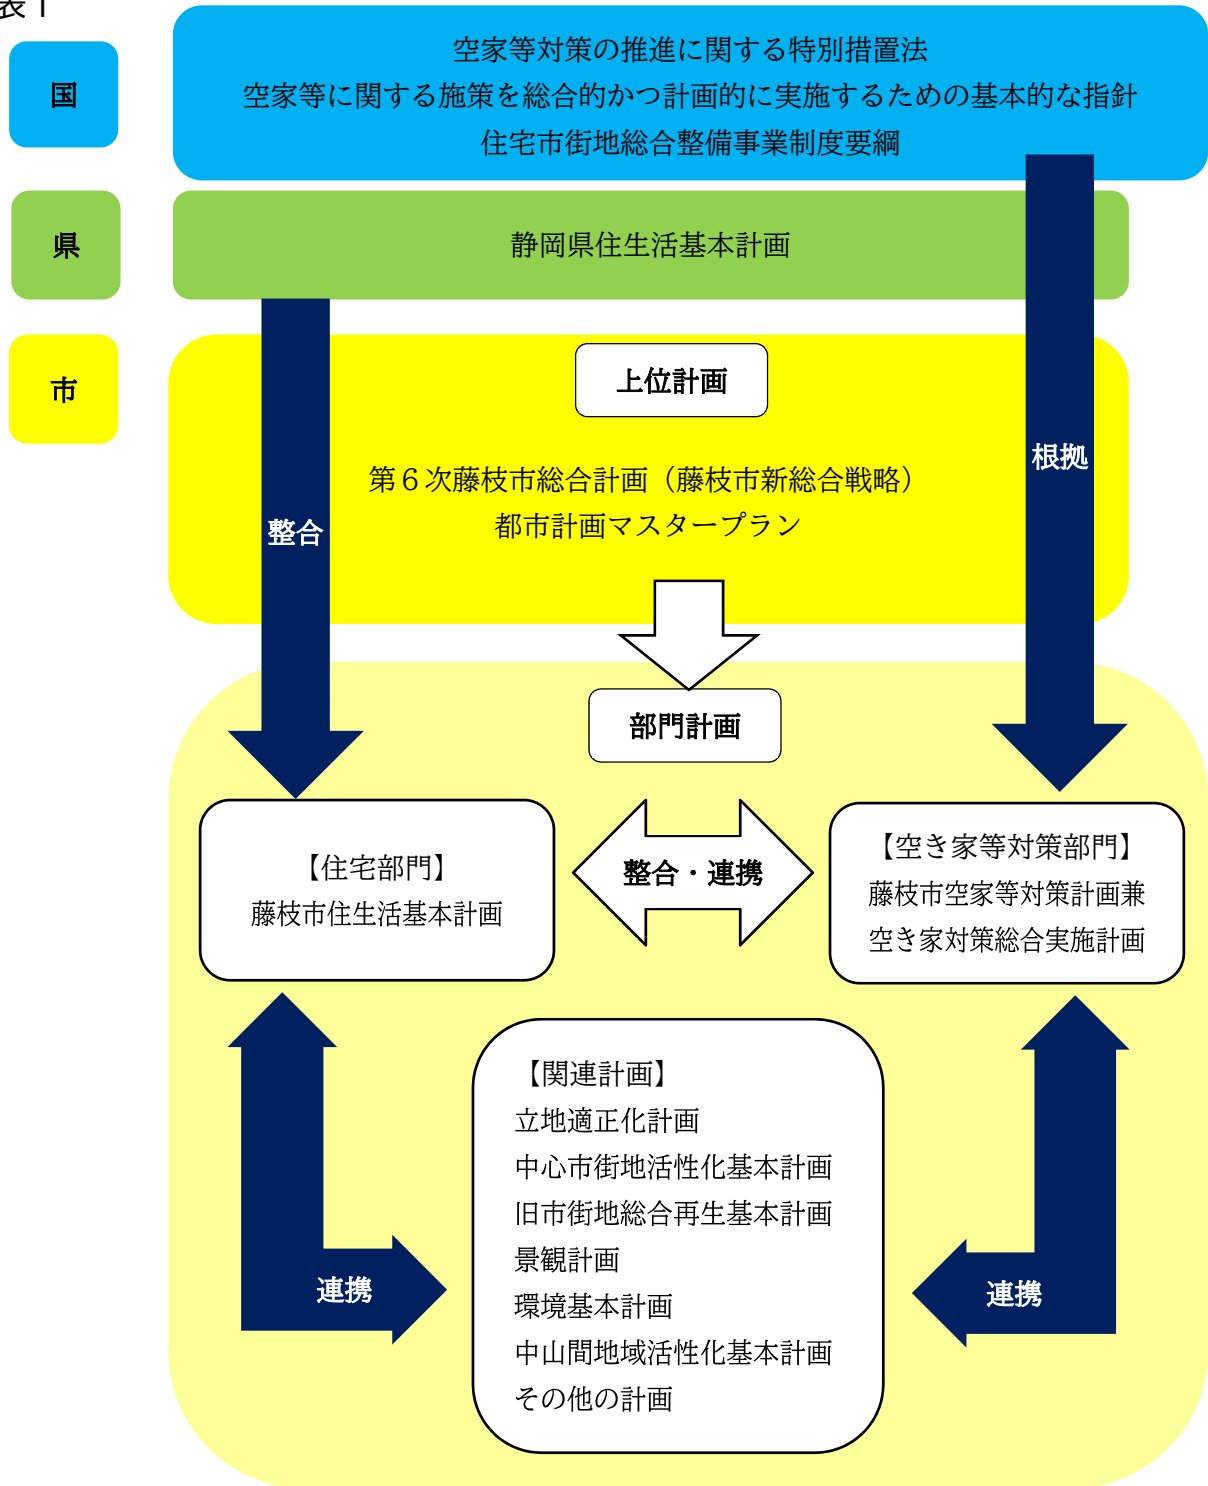 表1
国
空家等対策の推進に関する特別措置法
空家等に関する施策を総合的かつ計画的に実施するための基本的な指針
住宅市街地総合整備事業制度要綱
県
静岡県住生活基本計画
市
上位計画
第6次藤枝市総合計画（藤枝市新総合戦略）
都市計画マスタープラン
根拠
整合
部門計画
【住宅部門】
藤枝市住生活基本計画
整合・連携
【空き家等対策部門】
藤枝市空家等対策計画兼
空き家対策総合実施計画
【関連計画】
立地適正化計画
中心市街地活性化基本計画
旧市街地総合再生基本計画
景観計画
環境基本計画
中山間地域活性化基本計画
その他の計画
連携
連携